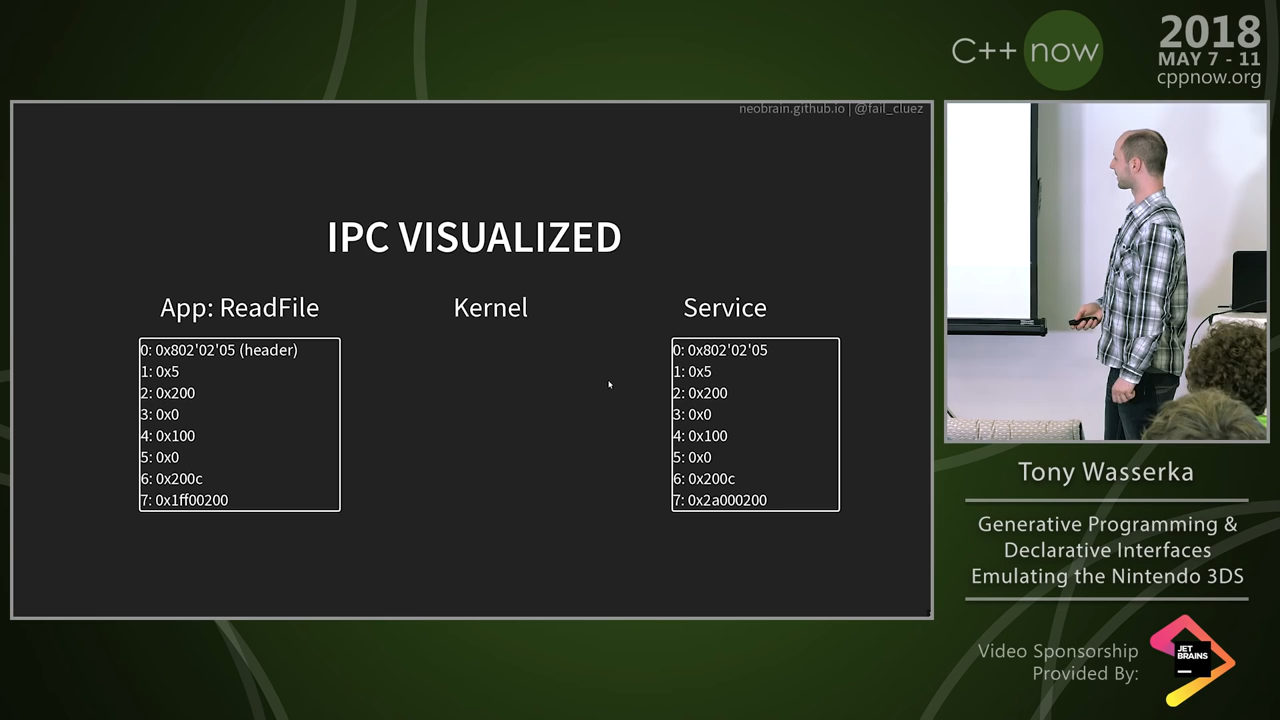 C++ now
2018
MAY 7 - 11
cppnow.org
neobrain.github.io | @fail_cluez
IPC VISUALIZED
App: ReadFile
0: 0x802'02'05 (header)
1: 0x5
2: 0x200
3: 0x0
4: 0x100
5: 0x0
6: 0x200c
7: 0x1ff00200
Kernel
Service
0: 0x802'02'05
1: 0x5
2: 0x200
3: 0x0
4: 0x100
5: 0x0
6: 0x200c
7: 0x2a000200
Tony Wasserka
Generative Programming &
Declarative Interfaces
Emulating the Nintendo 3DS
Video Sponsorship
Provided By:
JET
BRAINS